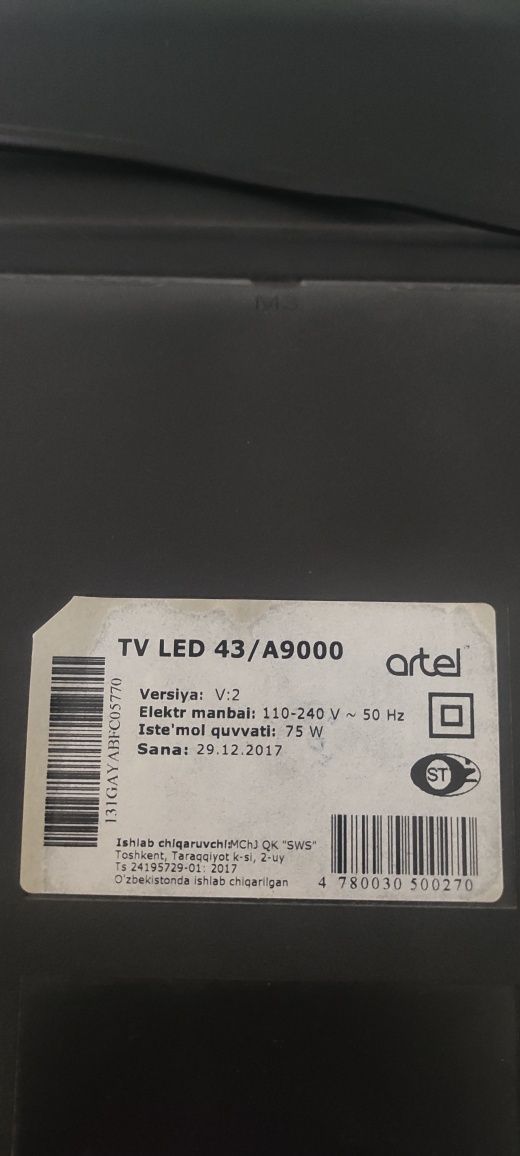 TV LED 43/A9000
artel
Versiya: V:2
Elektr manbai: 110-240 V ~ 50 Hz
Iste'mol quvvati: 75 W
Sana: 29.12.2017
ST
131GAYABFC05770
Ishlab chiqaruvchi:MChJ QK "SWS"
Toshkent, Taraqqiyot k-si, 2-uy
Ts 24195729-01: 2017
O'zbekistonda ishlab chiqarilgan
4 780030 500270